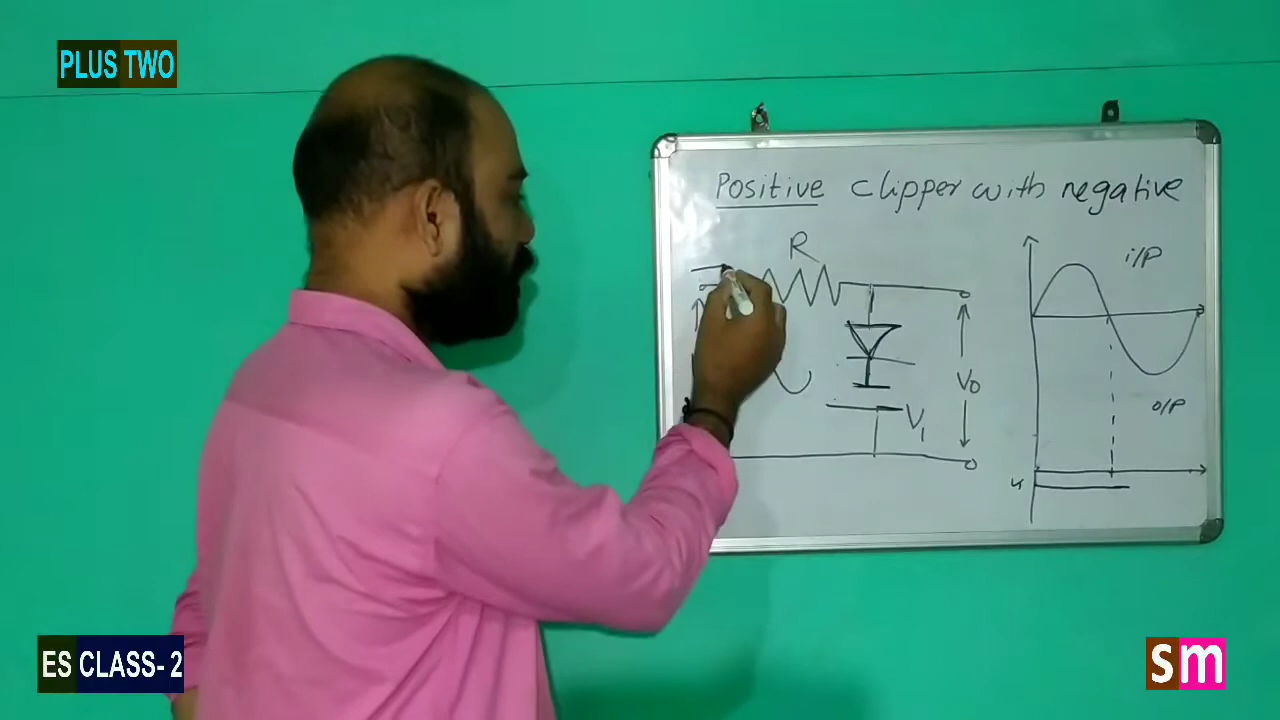 PLUS TWO
Positive clipper with negative
R
i/P
V0
o/P
V1
ES CLASS- 2
Sm